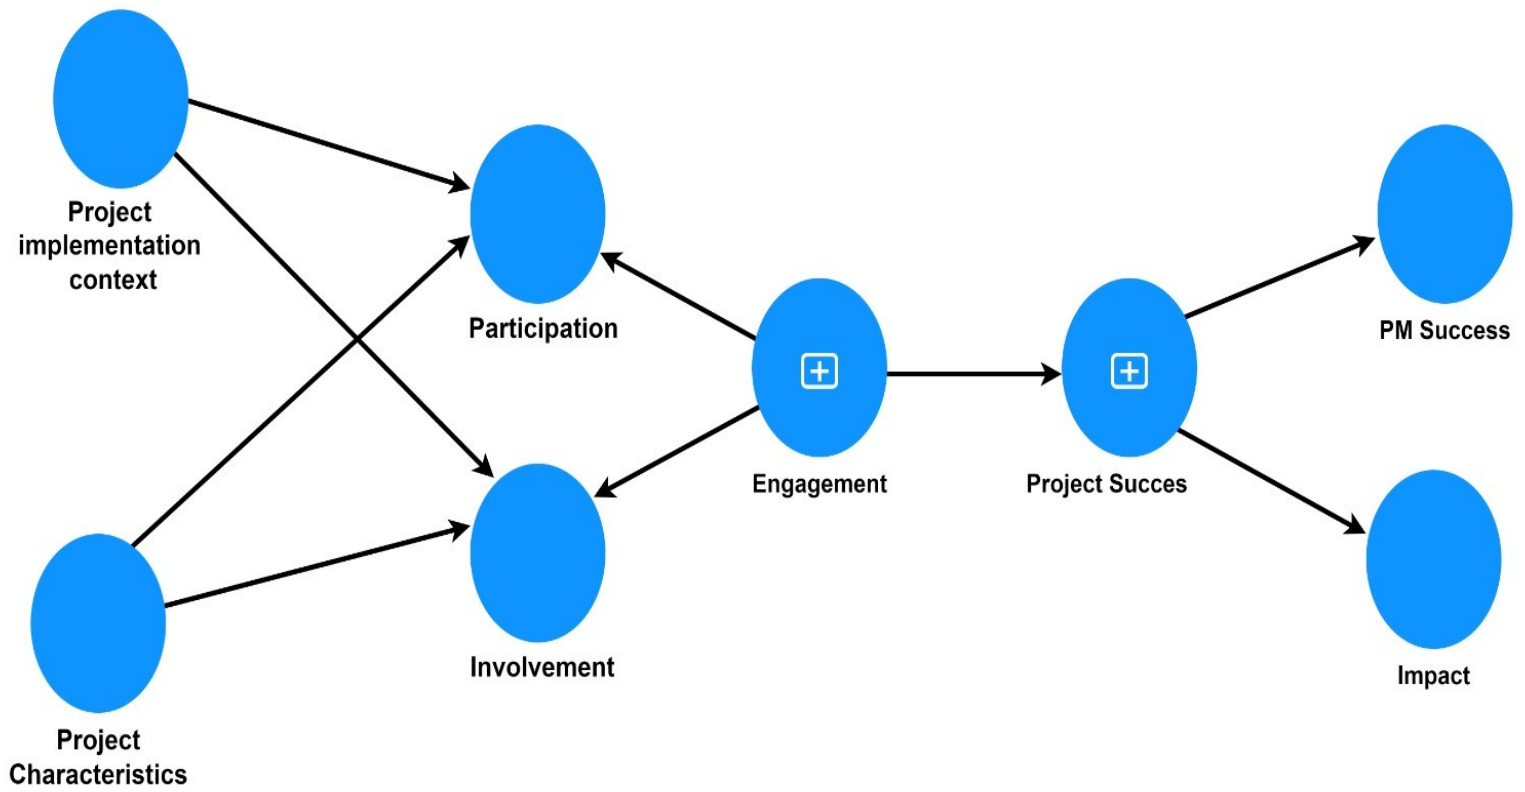 Project
implementation
context
Participation
PM Success
Engagement
Project Succes
Involvement
Impact
Project
Characteristics